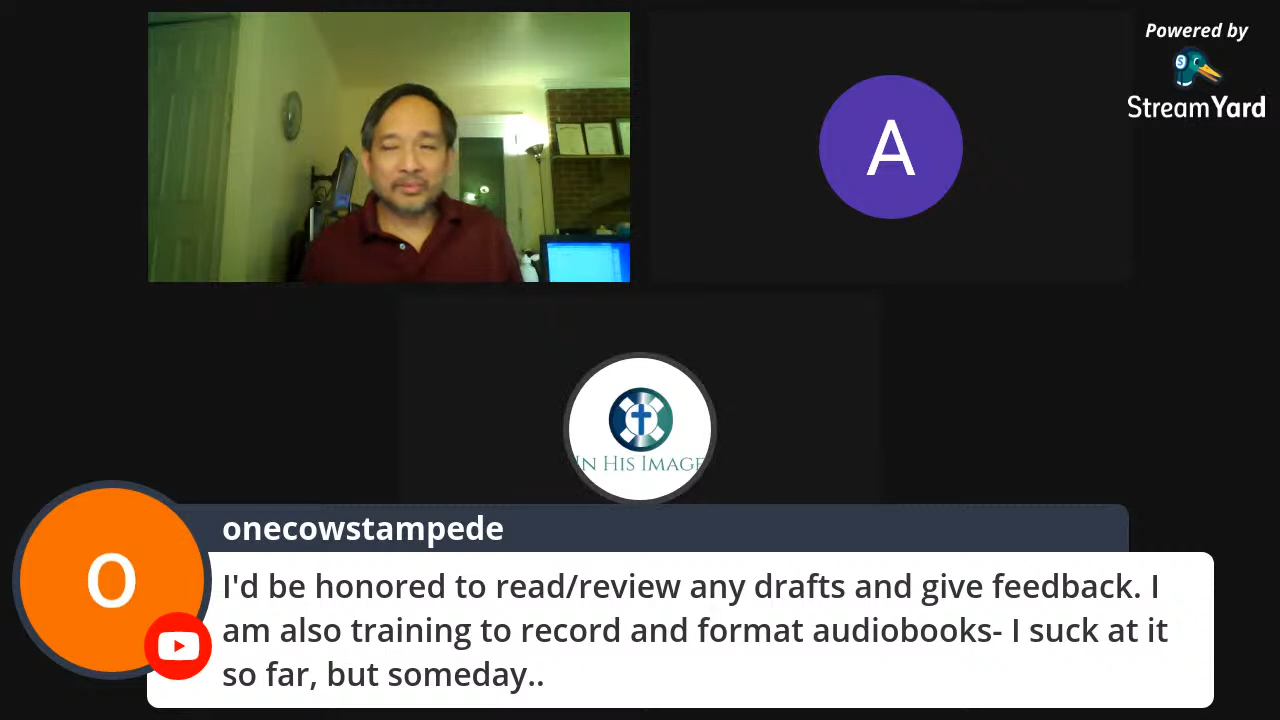 Powered by
S
StreamYard
A
IN HIS IMAGE
onecowstampede
O
I'd be honored to read/review any drafts and give feedback. I
am also training to record and format audiobooks- I suck at it
so far, but someday..